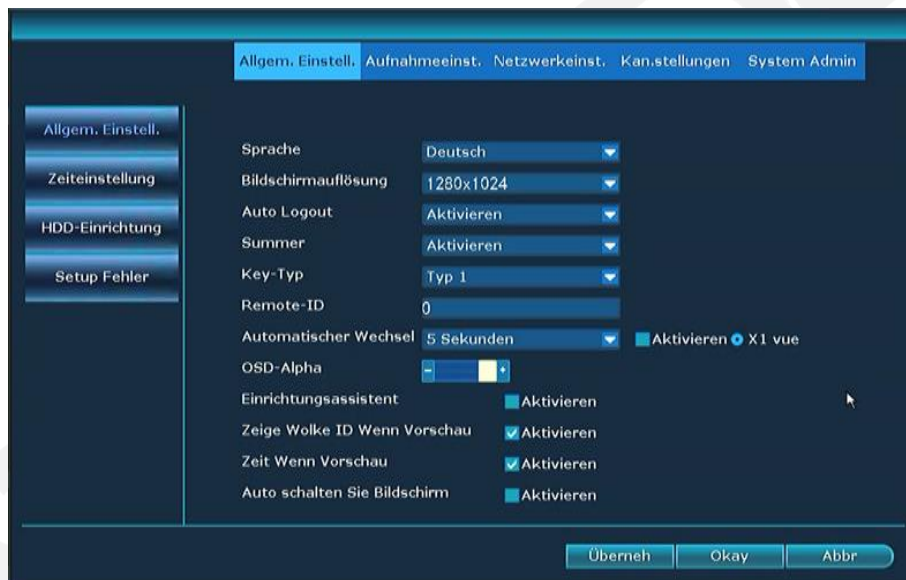 Allgem. Einstell. Aufnahmeeinst. Netzwerkeinst. Kan.stellungen System Admin
Allgem. Einstell.
Zeiteinstellung
HDD-Einrichtung
Setup Fehler
Sprache Deutsch
Bildschirmauflösung 1280x1024
Auto Logout Aktivieren
Summer Aktivieren
Key-Typ Typ 1
Remote-ID 0
Automatischer Wechsel 5 Sekunden Aktivieren X1 vue
OSD-Alpha - +
Einrichtungsassistent Aktivieren
Zeige Wolke ID Wenn Vorschau Aktivieren
Zeit Wenn Vorschau Aktivieren
Auto schalten Sie Bildschirm Aktivieren
Überneh Okay Abbr